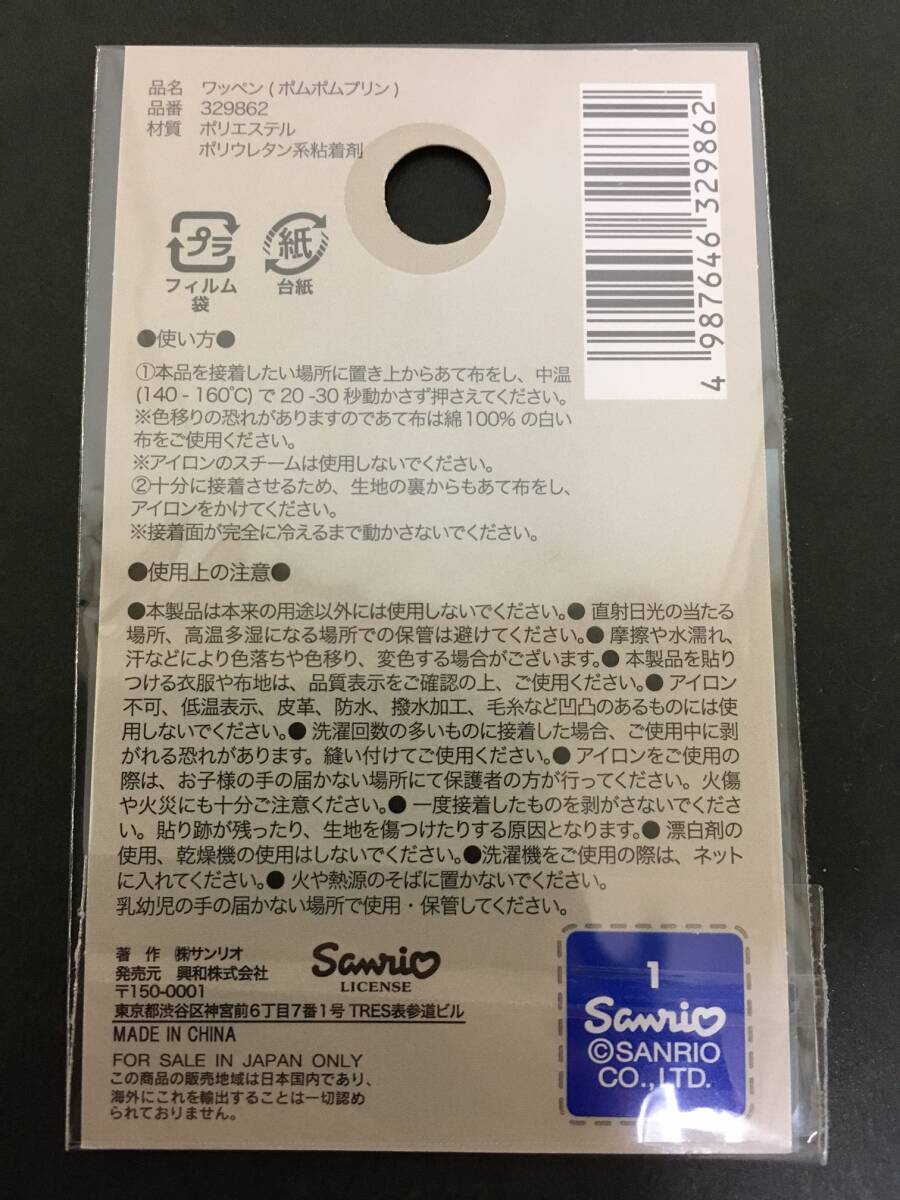 品名 ワッペン ( ポムポムプリン )
品番 329862
材質 ポリエステル
ポリウレタン系粘着剤
4 987646 329862
プラ
フィルム
袋
紙
台紙
●使い方●
①本品を接着したい場所に置き上からあて布をし、中温
(140 - 160℃) で 20 -30 秒動かさず押さえてください。
※色移りの恐れがありますのであて布は綿100% の白い
布をご使用ください。
※アイロンのスチームは使用しないでください。
②十分に接着させるため、生地の裏からもあて布をし、
アイロンをかけてください。
※接着面が完全に冷えるまで動かさないでください。
●使用上の注意●
●本製品は本来の用途以外には使用しないでください。● 直射日光の当たる
場所、高温多湿になる場所での保管は避けてください。● 摩擦や水濡れ、
汗などにより色落ちや色移り、変色する場合がございます。● 本製品を貼り
つける衣服や布地は、品質表示をご確認の上、ご使用ください。● アイロン
不可、低温表示、皮革、防水、撥水加工、毛糸など凹凸のあるものには使
用しないでください。● 洗濯回数の多いものに接着した場合、ご使用中に剥
がれる恐れがあります。縫い付けてご使用ください。● アイロンをご使用の
際は、お子様の手の届かない場所にて保護者の方が行ってください。火傷
や火災にも十分ご注意ください。● 一度接着したものを剥がさないでくださ
い。貼り跡が残ったり、生地を傷つけたりする原因となります。● 漂白剤の
使用、乾燥機の使用はしないでください。●洗濯機をご使用の際は、ネット
に入れてください。● 火や熱源のそばに置かないでください。
乳幼児の手の届かない場所で使用・保管してください。
著 作 ㈱サンリオ
発売元 興和株式会社
〒150-0001
東京都渋谷区神宮前6丁目7番1号 TRES表参道ビル
MADE IN CHINA
FOR SALE IN JAPAN ONLY
この商品の販売地域は日本国内であり、
海外にこれを輸出することは一切認め
られておりません。
Sanrio
LICENSE
1
Sanrio
©SANRIO
CO.,LTD.